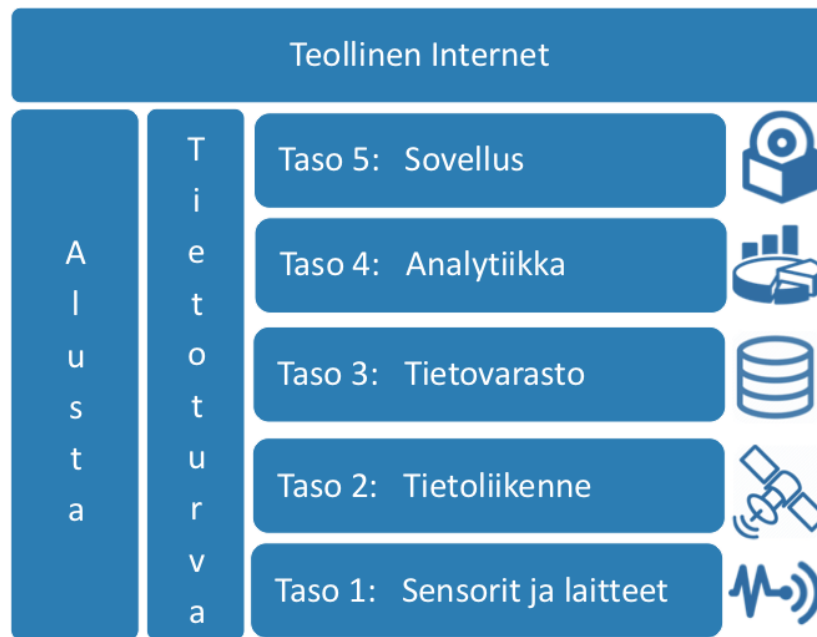 Teollinen Internet
Alusta
Tietoturva
Taso 5: Sovellus
Taso 4: Analytiikka
Taso 3: Tietovarasto
Taso 2: Tietoliikenne
Taso 1: Sensorit ja laitteet